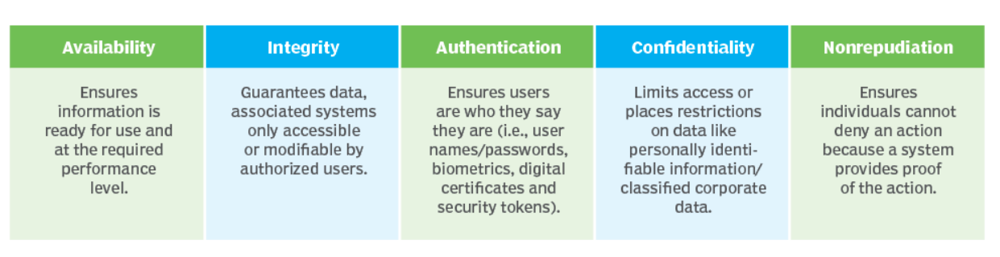 Availability
Ensures
information is
ready for use and
at the required
performance
level.
Integrity
Guarantees data,
associated systems
only accessible
or modifiable by
authorized users.
Authentication
Ensures users
are who they say
they are (i.e., user
names/passwords,
biometrics, digital
certificates and
security tokens).
Confidentiality
Limits access or
places restrictions
on data like
personally identi-
fiable information/
classified corporate
data.
Nonrepudiation
Ensures
individuals cannot
deny an action
because a system
provides proof
of the action.